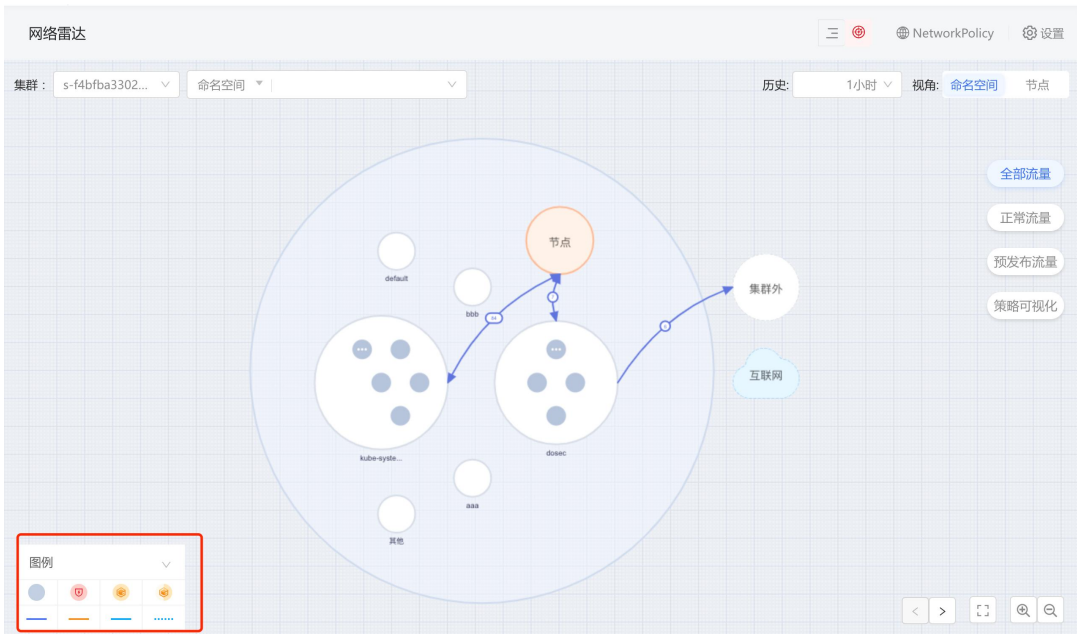 网络雷达
NetworkPolicy
设置
集群：
s-f4bfba3302...
命名空间
历史:
1小时
视角:
命名空间
节点
全部流量
正常流量
预发布流量
策略可视化
节点
default
bbb
集群外
互联网
kube-syste...
dosec
aaa
其他
图例